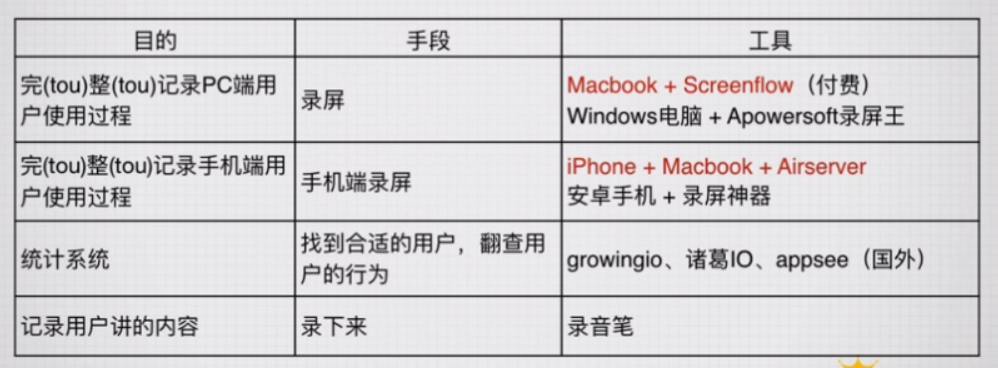 目的 手段 工具
完(tou)整(tou)记录PC端用
户使用过程
录屏
Macbook + Screenflow（付费）
Windows电脑 + Apowersoft录屏王
完(tou)整(tou)记录手机端用
户使用过程
手机端录屏
iPhone + Macbook + Airserver
安卓手机 + 录屏神器
统计系统
找到合适的用户，翻查用
户的行为
growingio、诸葛IO、appsee（国外）
记录用户讲的内容
录下来
录音笔